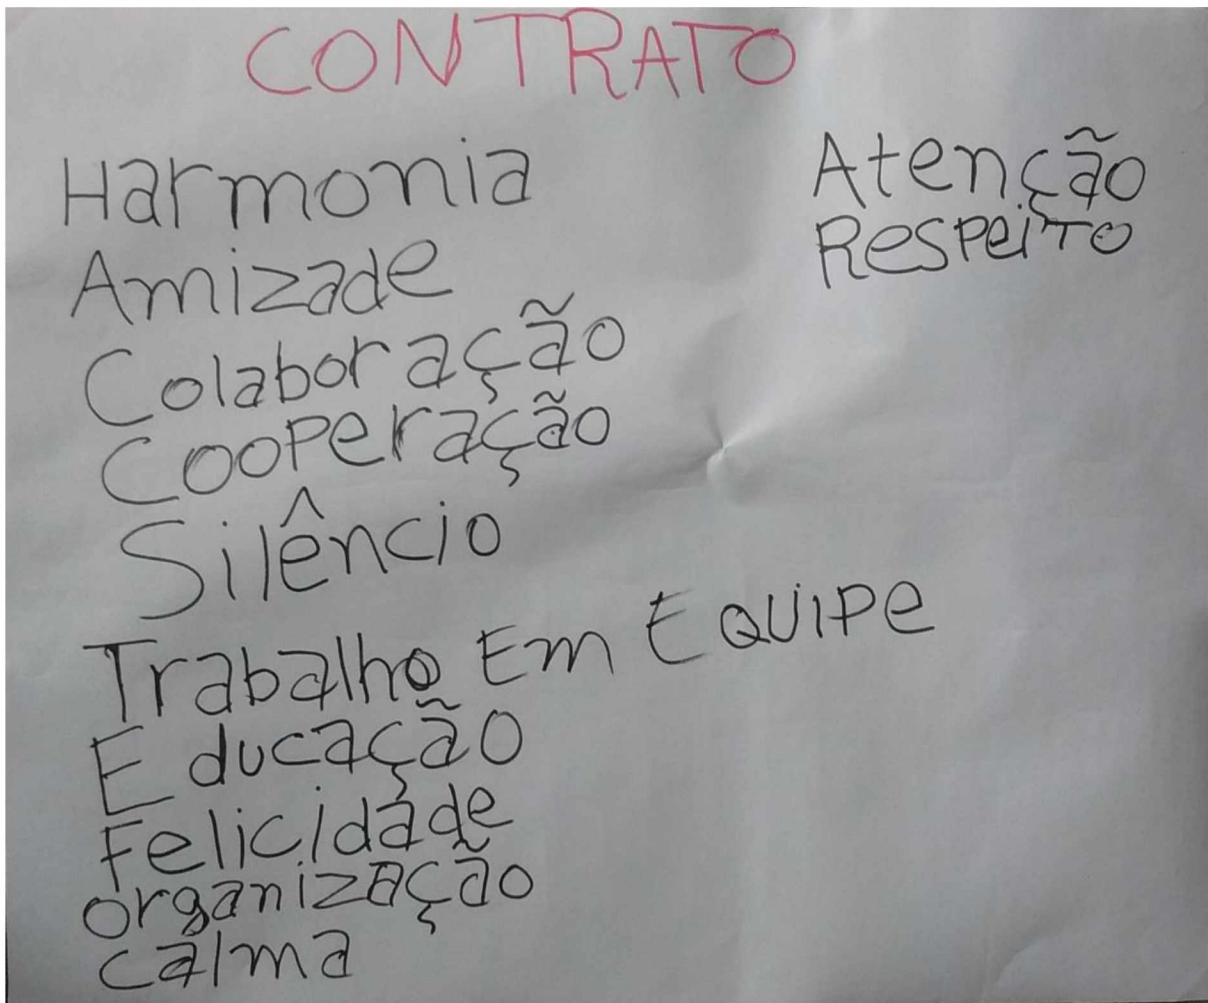 CONTRATO
Harmonia
Amizade
Colaboração
Cooperação
Silêncio
Trabalho Em Equipe
Educação
Felicidade
organização
calma
Atenção
Respeito